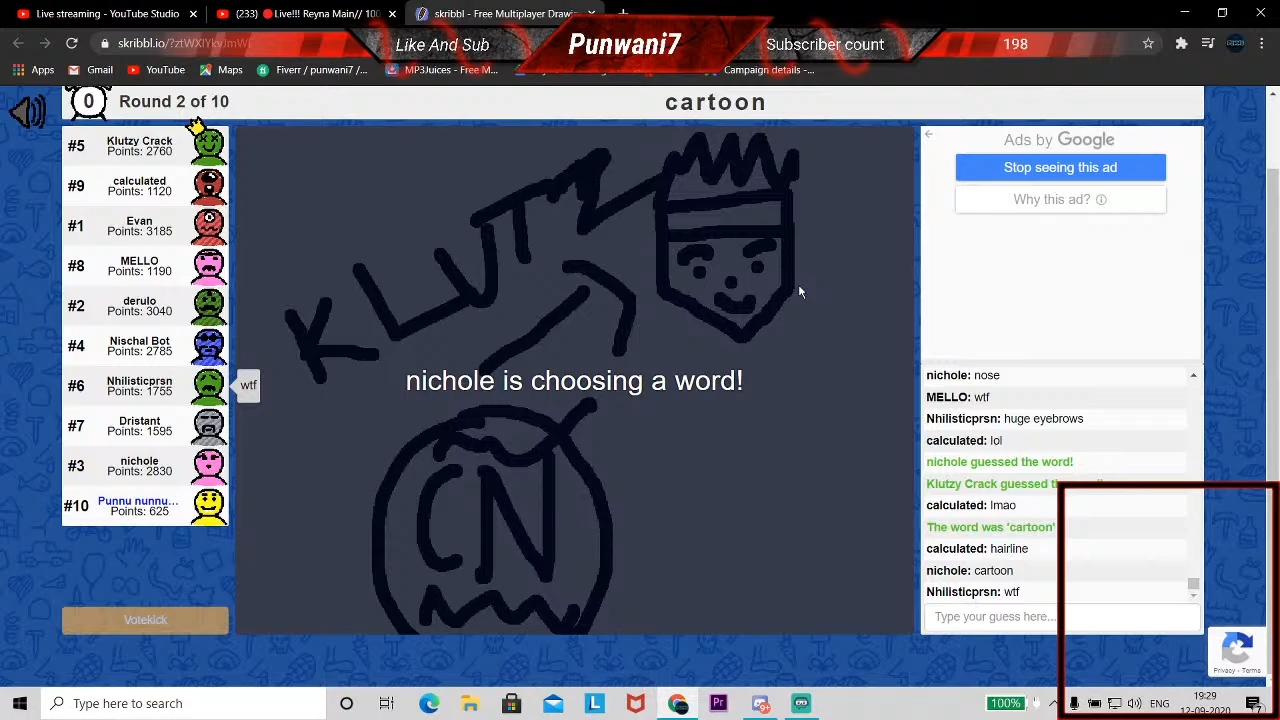 Live streaming - YouTube Studio
(233) Live!!! Reyna Main// 100
skribbl - Free Multiplayer Drawi
Like And Sub
Punwani7
Subscriber count
198
skribbl.io/?ztWXIYkvJmWl
Apps
Gmail
YouTube
Maps
Fiverr / punwani7 /...
MP3Juices - Free M...
Campaign details -...
0
Round 2 of 10
cartoon
#5
Klutzy Crack
Points: 2760
#9
calculated
Points: 1120
#1
Evan
Points: 3185
#8
MELLO
Points: 1190
#2
derulo
Points: 3040
#4
Nischal Bot
Points: 2785
#6
Nhilisticprsn
Points: 1755
wtf
#7
Dristant
Points: 1595
#3
nichole
Points: 2830
#10
Punnu nunnu...
Points: 625
Votekick
KLUTZ
nichole is choosing a word!
CN
Ads by Google
Stop seeing this ad
Why this ad?
nichole: nose
MELLO: wtf
Nhilisticprsn: huge eyebrows
calculated: lol
nichole guessed the word!
Klutzy Crack guessed
calculated: lmao
The word was 'cartoon'
calculated: hairline
nichole: cartoon
Nhilisticprsn: wtf
Type your guess here...
Privacy - Terms
Type here to search
L
Pr
100%
ENG
19:29
12-09-2020
7